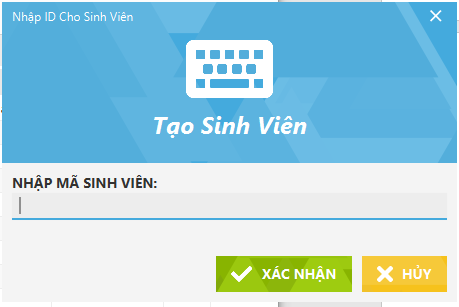 Nhập ID Cho Sinh Viên
Tạo Sinh Viên
NHẬP MÃ SINH VIÊN:
XÁC NHẬN
HỦY